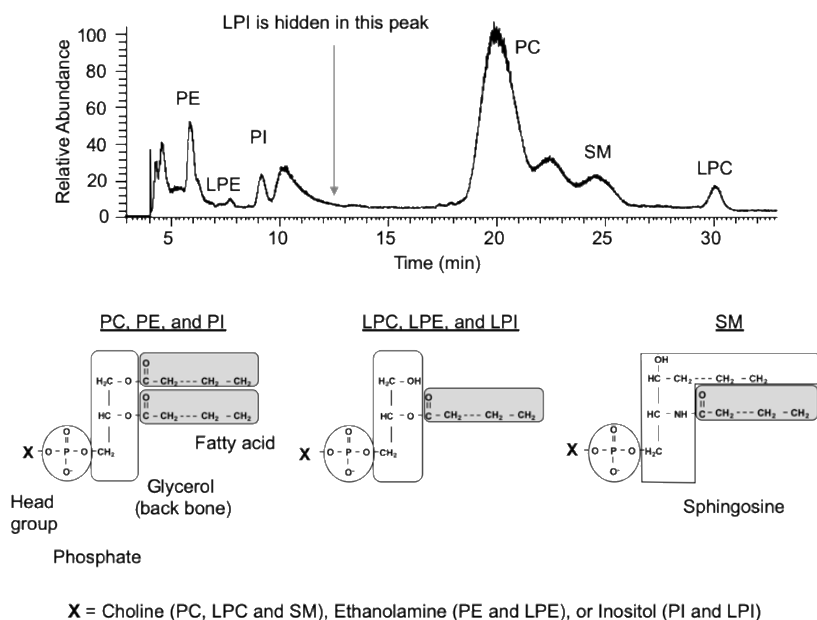 LPI is hidden in this peak
Relative Abundance
100
80
60
40
20
0
PE
LPE
PI
PC
SM
LPC
5
10
15
20
25
30
Time (min)
PC, PE, and PI
O
H₂C – O – C – CH₂ --- CH₂ – CH₂
O
HC – O – C – CH₂ --- CH₂ – CH₂
Fatty acid
O
X – O – P – O – CH₂
O⁻
Head
group
Glycerol
(back bone)
Phosphate
LPC, LPE, and LPI
H₂C – OH
O
HC – O – C – CH₂ --- CH₂ – CH₂
O
X – O – P – O – CH₂
O⁻
SM
OH
HC – CH₂ --- CH₂ – CH₂
O
HC – NH – C – CH₂ --- CH₂ – CH₂
O
X – O – P – O – H₂C
O⁻
Sphingosine
X = Choline (PC, LPC and SM), Ethanolamine (PE and LPE), or Inositol (PI and LPI)